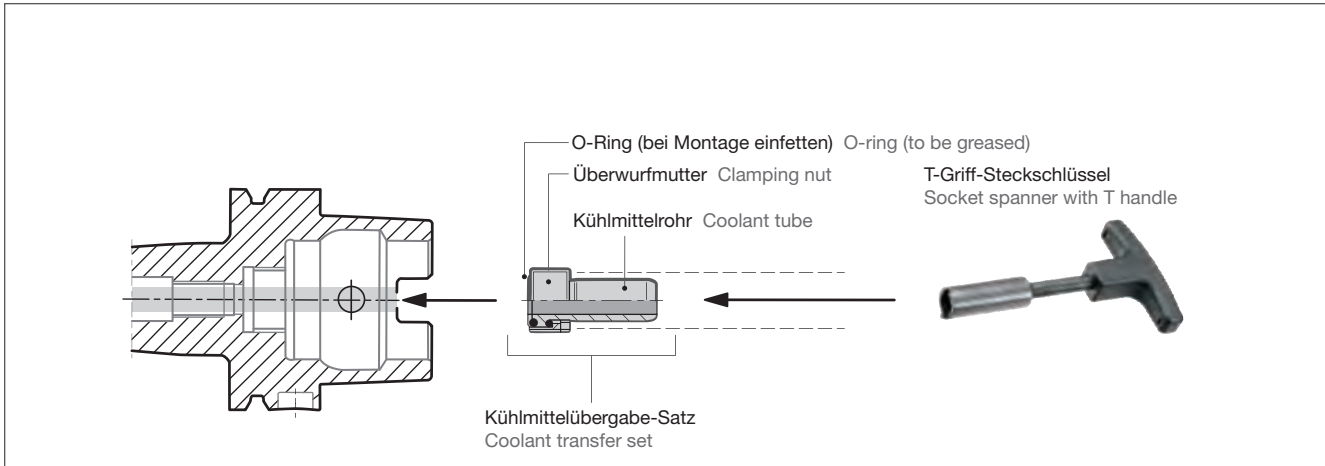 O-Ring (bei Montage einfetten) O-ring (to be greased)
Überwurfmutter Clamping nut
Kühlmittelrohr Coolant tube
T-Griff-Steckschlüssel
Socket spanner with T handle
Kühlmittelübergabe-Satz
Coolant transfer set